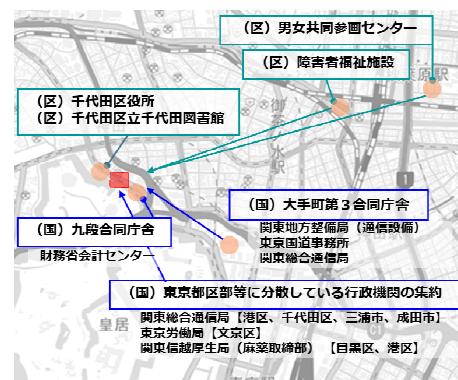 （区）男女共同参画センター
（区）障害者福祉施設
原駅
（区）千代田区役所
（区）千代田区立千代田図書館
御茶ノ水駅
1
（国）大手町第３合同庁舎
関東地方整備局（通信設備）
東京国道事務所
関東総合通信局
（国）九段合同庁舎
財務省会計センター
（国）東京都区部等に分散している行政機関の集約
関東総合通信局【港区、千代田区、三浦市、成田市】
東京労働局【文京区】
関東信越厚生局（麻薬取締部）【目黒区、港区】
皇居